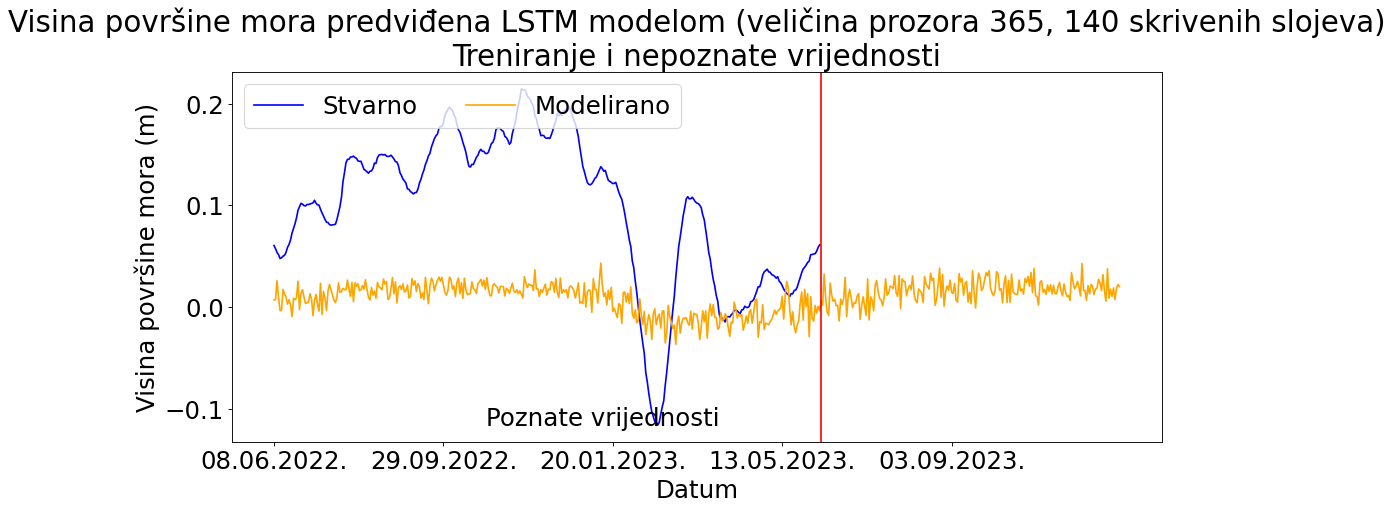 Visina površine mora predviđena LSTM modelom (veličina prozora 365, 140 skrivenih slojeva)
Treniranje i nepoznate vrijednosti
Stvarno Modelirano
Visina površine mora (m)
0.2
0.1
0.0
−0.1
Poznate vrijednosti
08.06.2022. 29.09.2022. 20.01.2023. 13.05.2023. 03.09.2023.
Datum